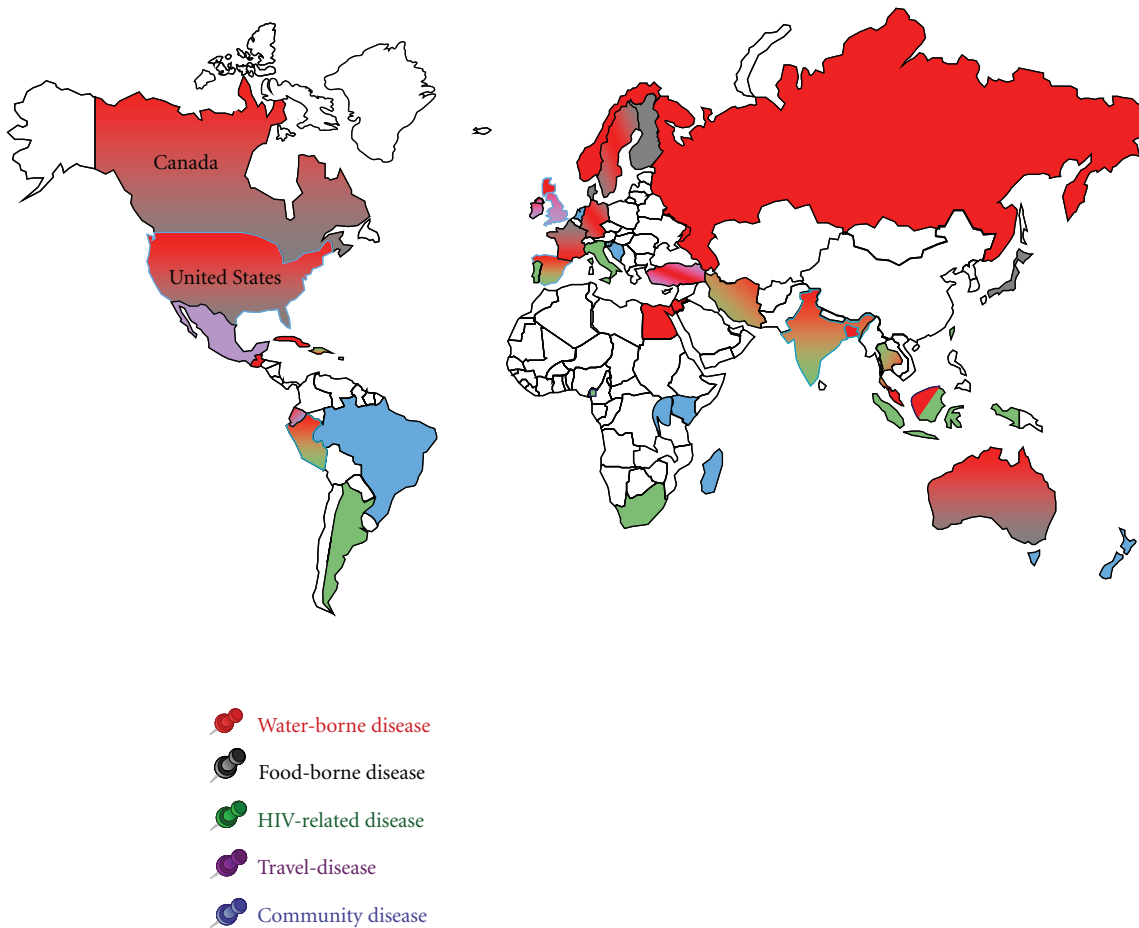 Canada
United States
Water-borne disease
Food-borne disease
HIV-related disease
Travel-disease
Community disease